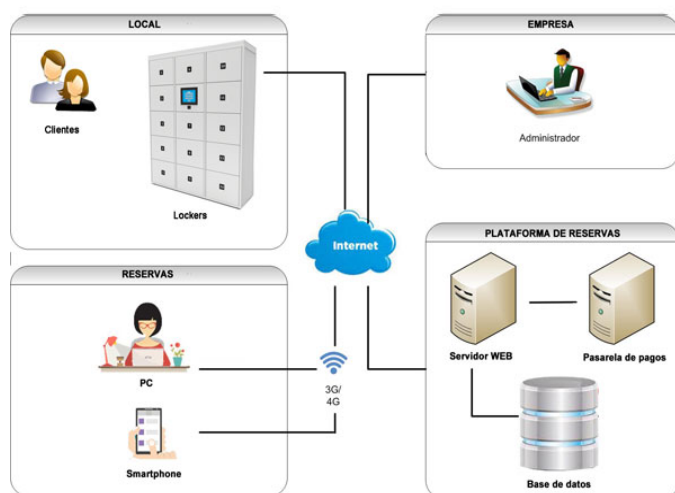 LOCAL
Clientes
Lockers
EMPRESA
Administrador
Internet
RESERVAS
PC
3G/
4G
Smartphone
PLATAFORMA DE RESERVAS
Servidor WEB
Pasarela de pagos
Base de datos